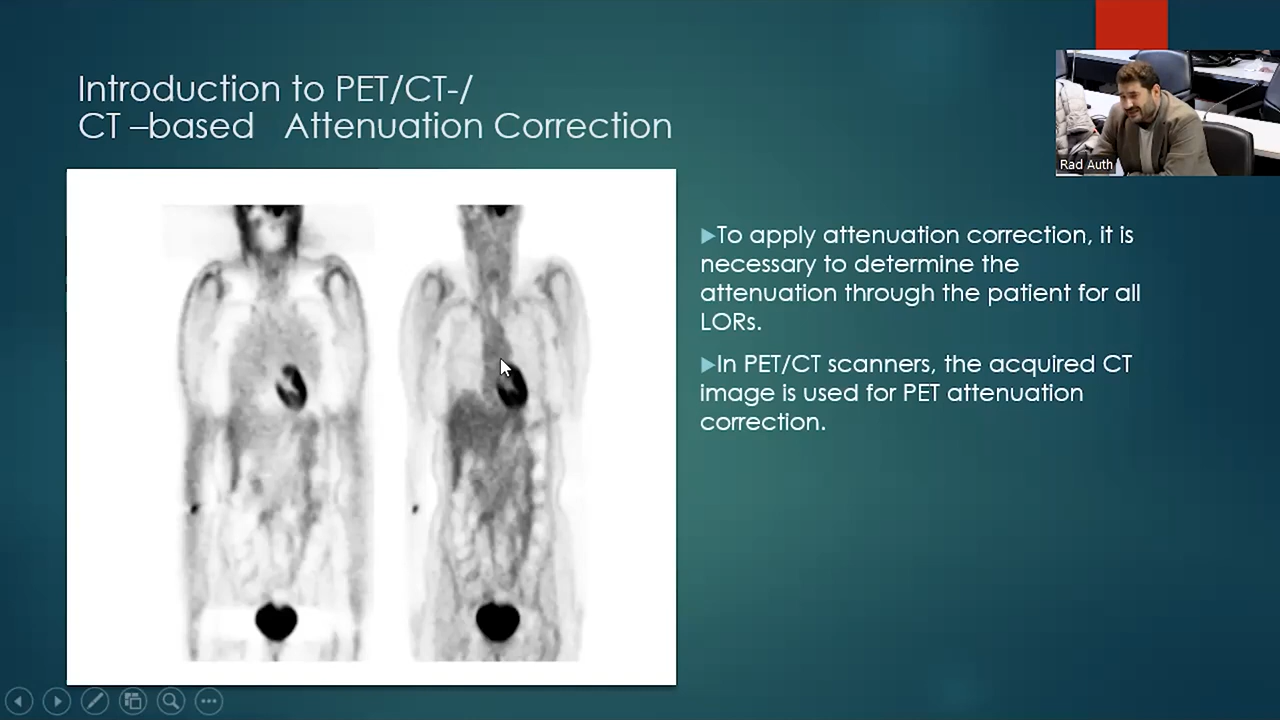 Introduction to PET/CT-/
CT –based Attenuation Correction
Rad Auth
To apply attenuation correction, it is
necessary to determine the
attenuation through the patient for all
LORs.
In PET/CT scanners, the acquired CT
image is used for PET attenuation
correction.